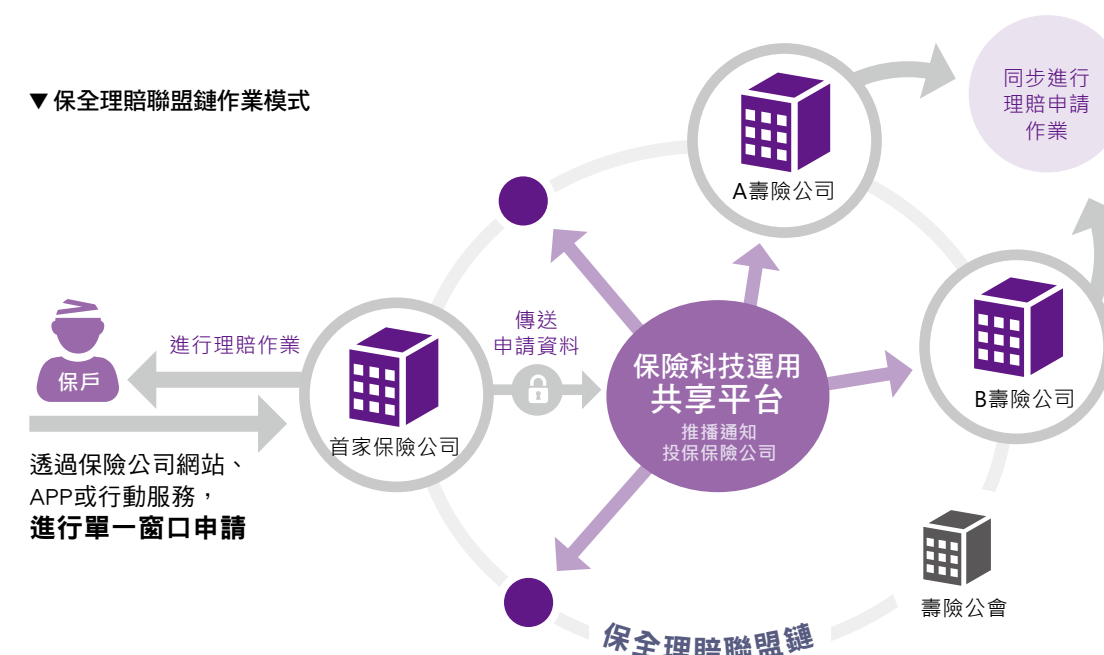 ▼保全理賠聯盟鏈作業模式
同步進行
理賠申請
作業
A壽險公司
B壽險公司
傳送
申請資料
進行理賠作業
保戶
首家保險公司
保險科技運用
共享平台
推播通知
投保保險公司
透過保險公司網站、
APP或行動服務，
進行單一窗口申請
壽險公會
保全理賠聯盟鏈